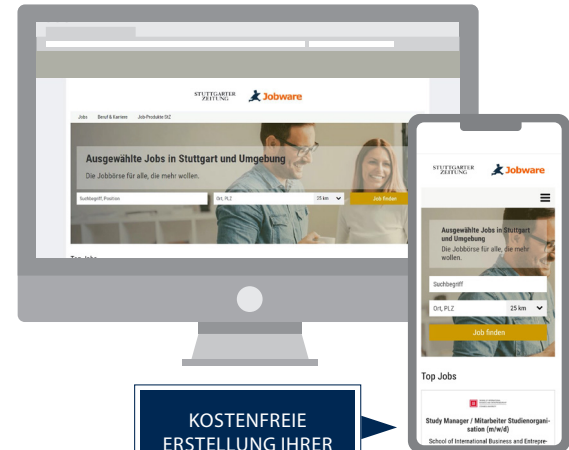 STUTTGARTER
ZEITUNG
Jobware
Jobs Beruf & Karriere Job-Produkte StZ
Ausgewählte Jobs in Stuttgart und Umgebung
Die Jobbörse für alle, die mehr wollen.
Suchbegriff, Position
Ort, PLZ
25 km
Job finden
Top Jobs
STUTTGARTER
ZEITUNG
Jobware
Ausgewählte Jobs in Stuttgart
und Umgebung
Die Jobbörse für alle, die mehr
wollen.
Suchbegriff
Ort, PLZ
25 km
Job finden
Top Jobs
Study Manager / Mitarbeiter Studienorgani-
sation (m/w/d)
School of International Business and Entrepre-
KOSTENFREIE
ERSTELLUNG IHRER